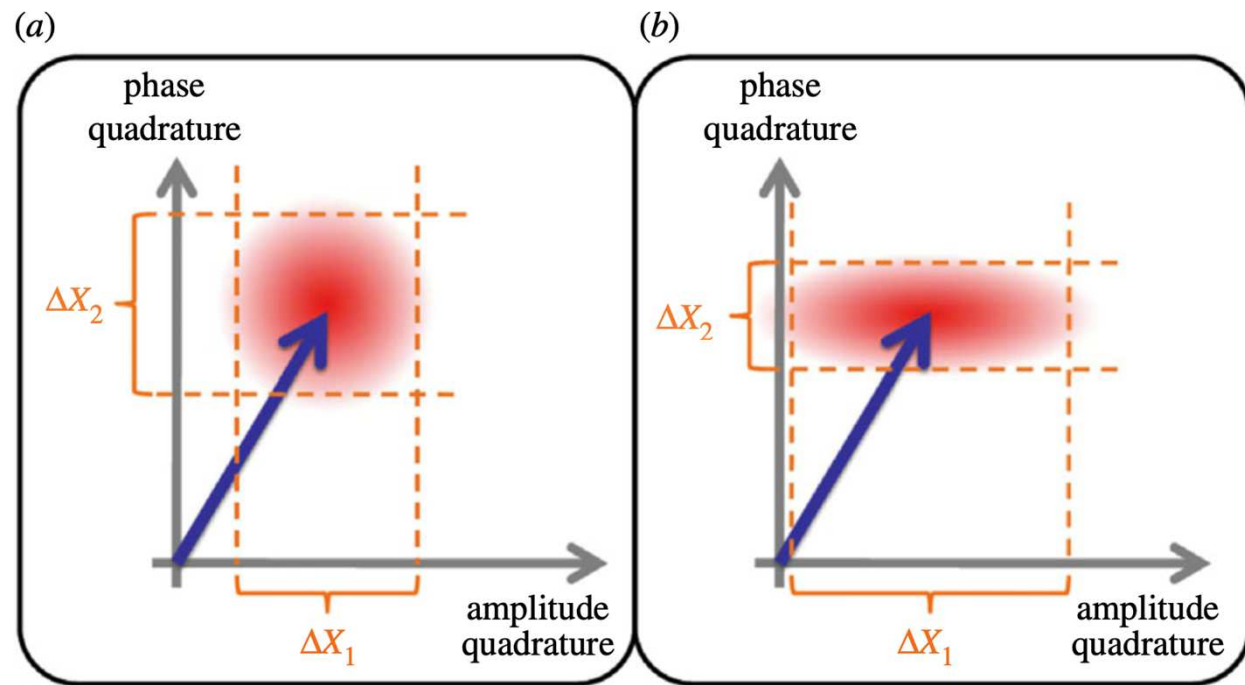 (a)
phase
quadrature
ΔX₂
ΔX₁
amplitude
quadrature
(b)
phase
quadrature
ΔX₂
ΔX₁
amplitude
quadrature